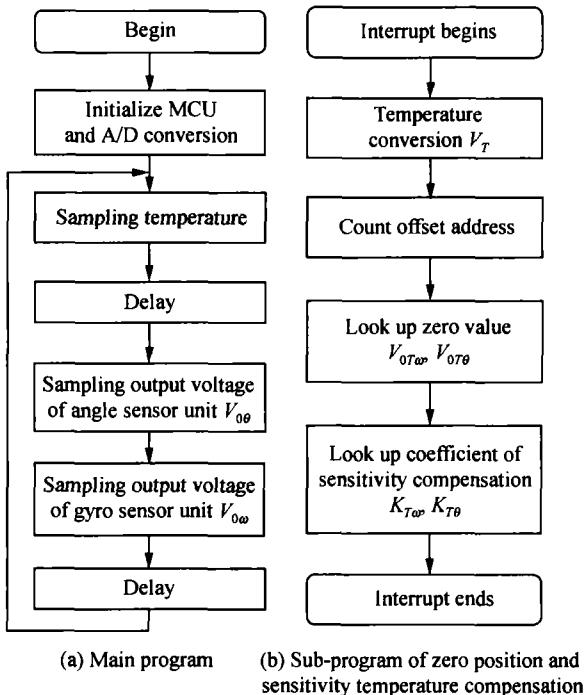 Begin
Initialize MCU
and A/D conversion
Sampling temperature
Delay
Sampling output voltage
of angle sensor unit V0θ
Sampling output voltage
of gyro sensor unit V0ω
Delay
(a) Main program
Interrupt begins
Temperature
conversion VT
Count offset address
Look up zero value
V0Tω, V0Tθ
Look up coefficient of
sensitivity compensation
KTω, KTθ
Interrupt ends
(b) Sub-program of zero position and
sensitivity temperature compensation